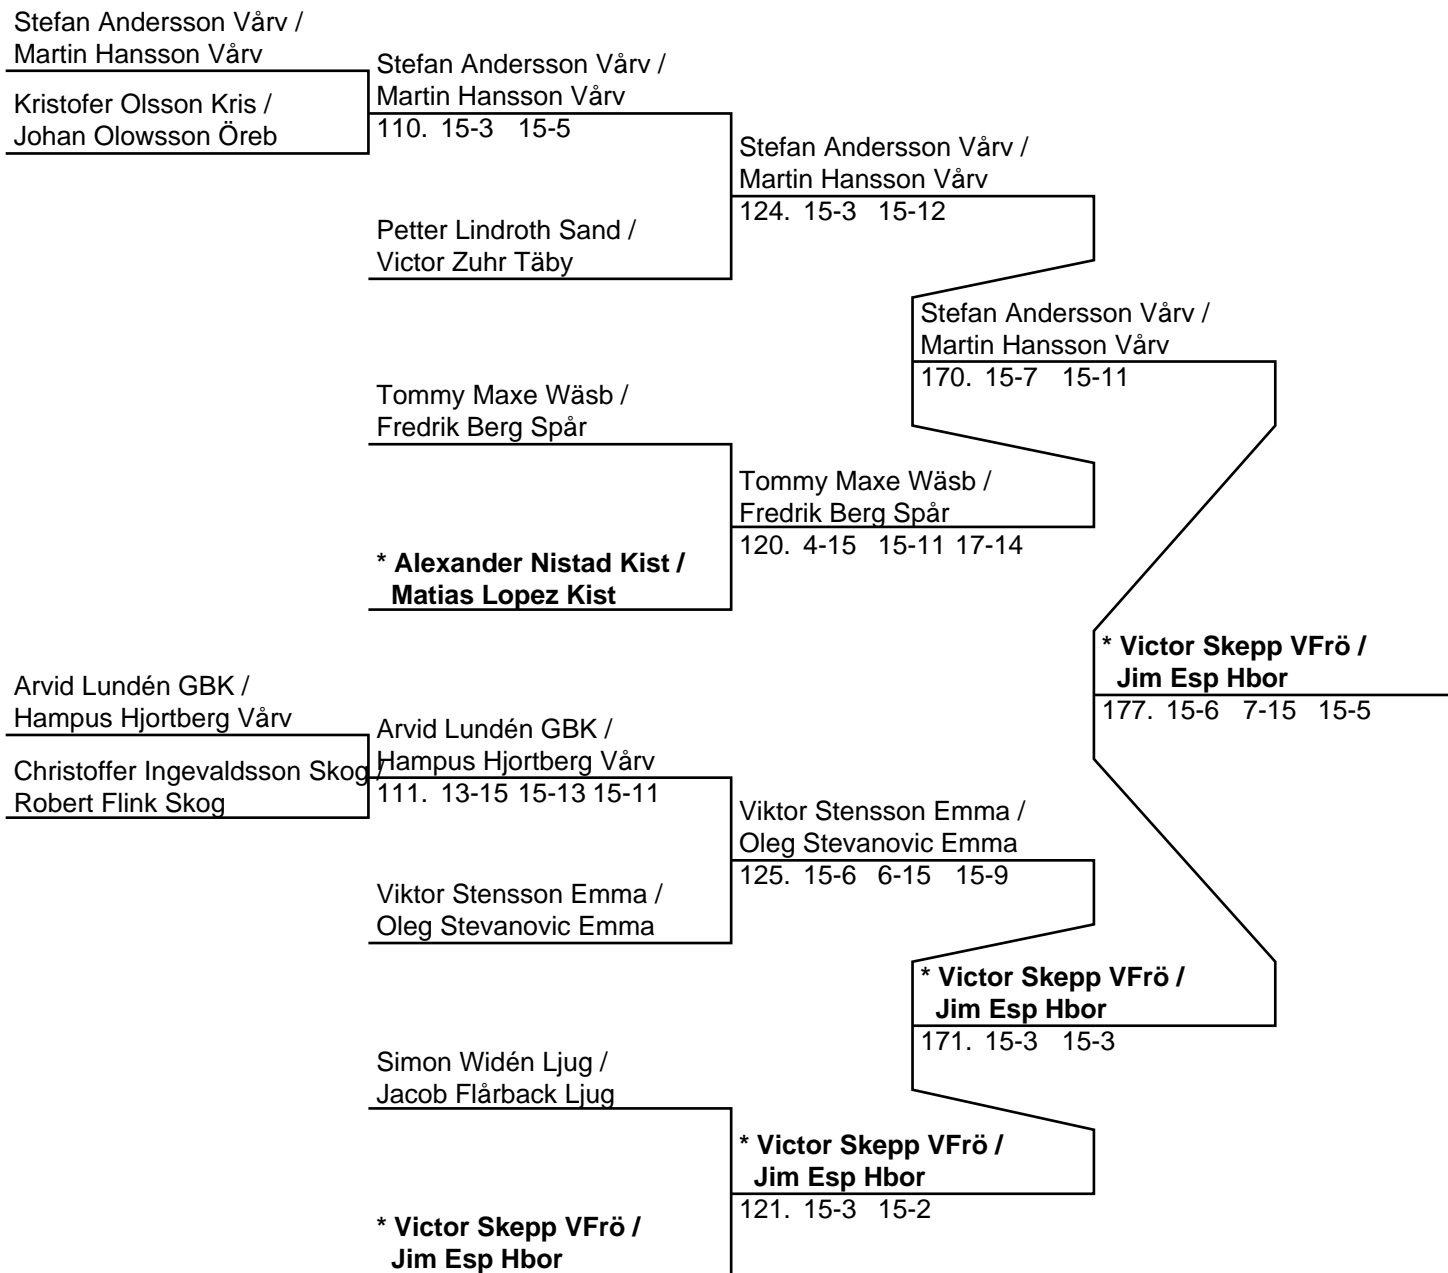 Stefan Andersson Vårv /
Martin Hansson Vårv
Kristofer Olsson Kris /
Johan Olowsson Öreb
Stefan Andersson Vårv /
Martin Hansson Vårv
110. 15-3 15-5
Petter Lindroth Sand /
Victor Zuhr Täby
Stefan Andersson Vårv /
Martin Hansson Vårv
124. 15-3 15-12
Tommy Maxe Wäsb /
Fredrik Berg Spår
* Alexander Nistad Kist /
Matias Lopez Kist
Tommy Maxe Wäsb /
Fredrik Berg Spår
120. 4-15 15-11 17-14
Stefan Andersson Vårv /
Martin Hansson Vårv
170. 15-7 15-11
Arvid Lundén GBK /
Hampus Hjortberg Vårv
Christoffer Ingevaldsson Skog /
Robert Flink Skog
Arvid Lundén GBK /
Hampus Hjortberg Vårv
111. 13-15 15-13 15-11
Viktor Stensson Emma /
Oleg Stevanovic Emma
Viktor Stensson Emma /
Oleg Stevanovic Emma
125. 15-6 6-15 15-9
Simon Widén Ljug /
Jacob Flårback Ljug
* Victor Skepp VFrö /
Jim Esp Hbor
* Victor Skepp VFrö /
Jim Esp Hbor
121. 15-3 15-2
* Victor Skepp VFrö /
Jim Esp Hbor
171. 15-3 15-3
* Victor Skepp VFrö /
Jim Esp Hbor
177. 15-6 7-15 15-5